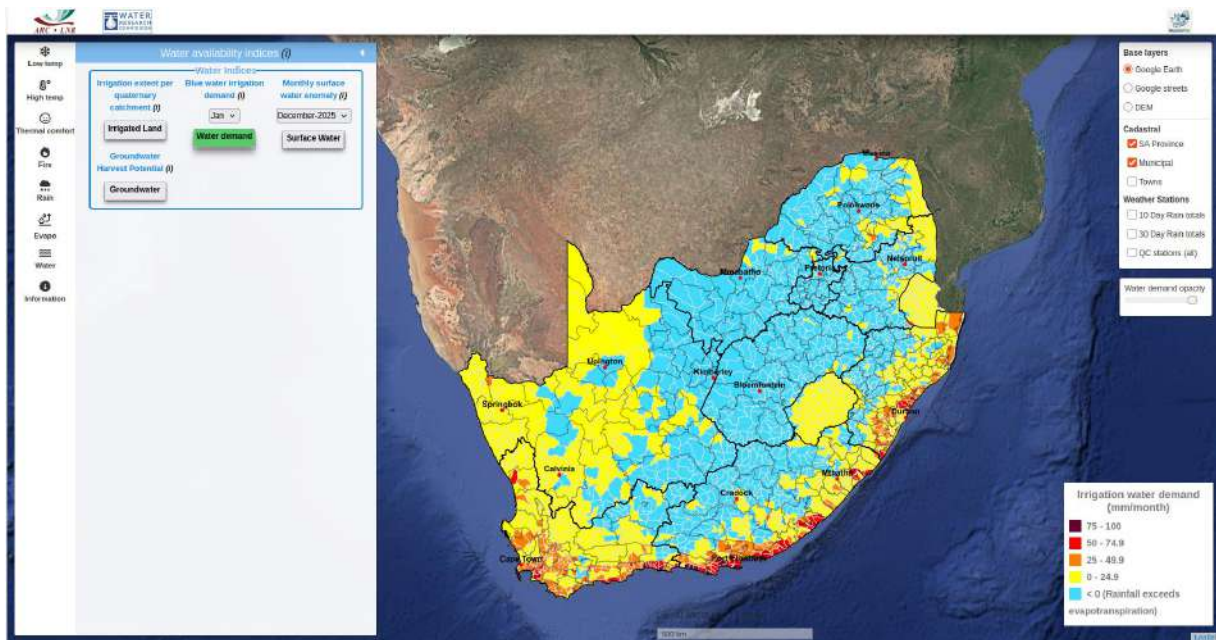 ARC • LNR
WATER
RESEARCH
COMMISSION
Low temp
High temp
Thermal comfort
Fire
Rain
Evapo
Water
Information
Water availability indices (i)
Water Indices
Irrigation extent per
quaternary
catchment (i)
Irrigated Land
Blue water irrigation
demand (i)
Jan
Water demand
Monthly surface
water anomaly (i)
December-2025
Surface Water
Groundwater
Harvest Potential (i)
Groundwater
Musina
Polokwane
Nelspruit
Pretoria
Mmabatho
Upington
Kimberley
Bloemfontein
Springbok
Durban
Calvinia
Mthatha
Cradock
Cape Town
Port Elizabeth
500 km
Base layers
Google Earth
Google streets
DEM
Cadastral
SA Province
Municipal
Towns
Weather Stations
10 Day Rain totals
30 Day Rain totals
QC stations (all)
Water demand opacity
Irrigation water demand
(mm/month)
75 - 100
50 - 74.9
25 - 49.9
0 - 24.9
< 0 (Rainfall exceeds
evapotranspiration)